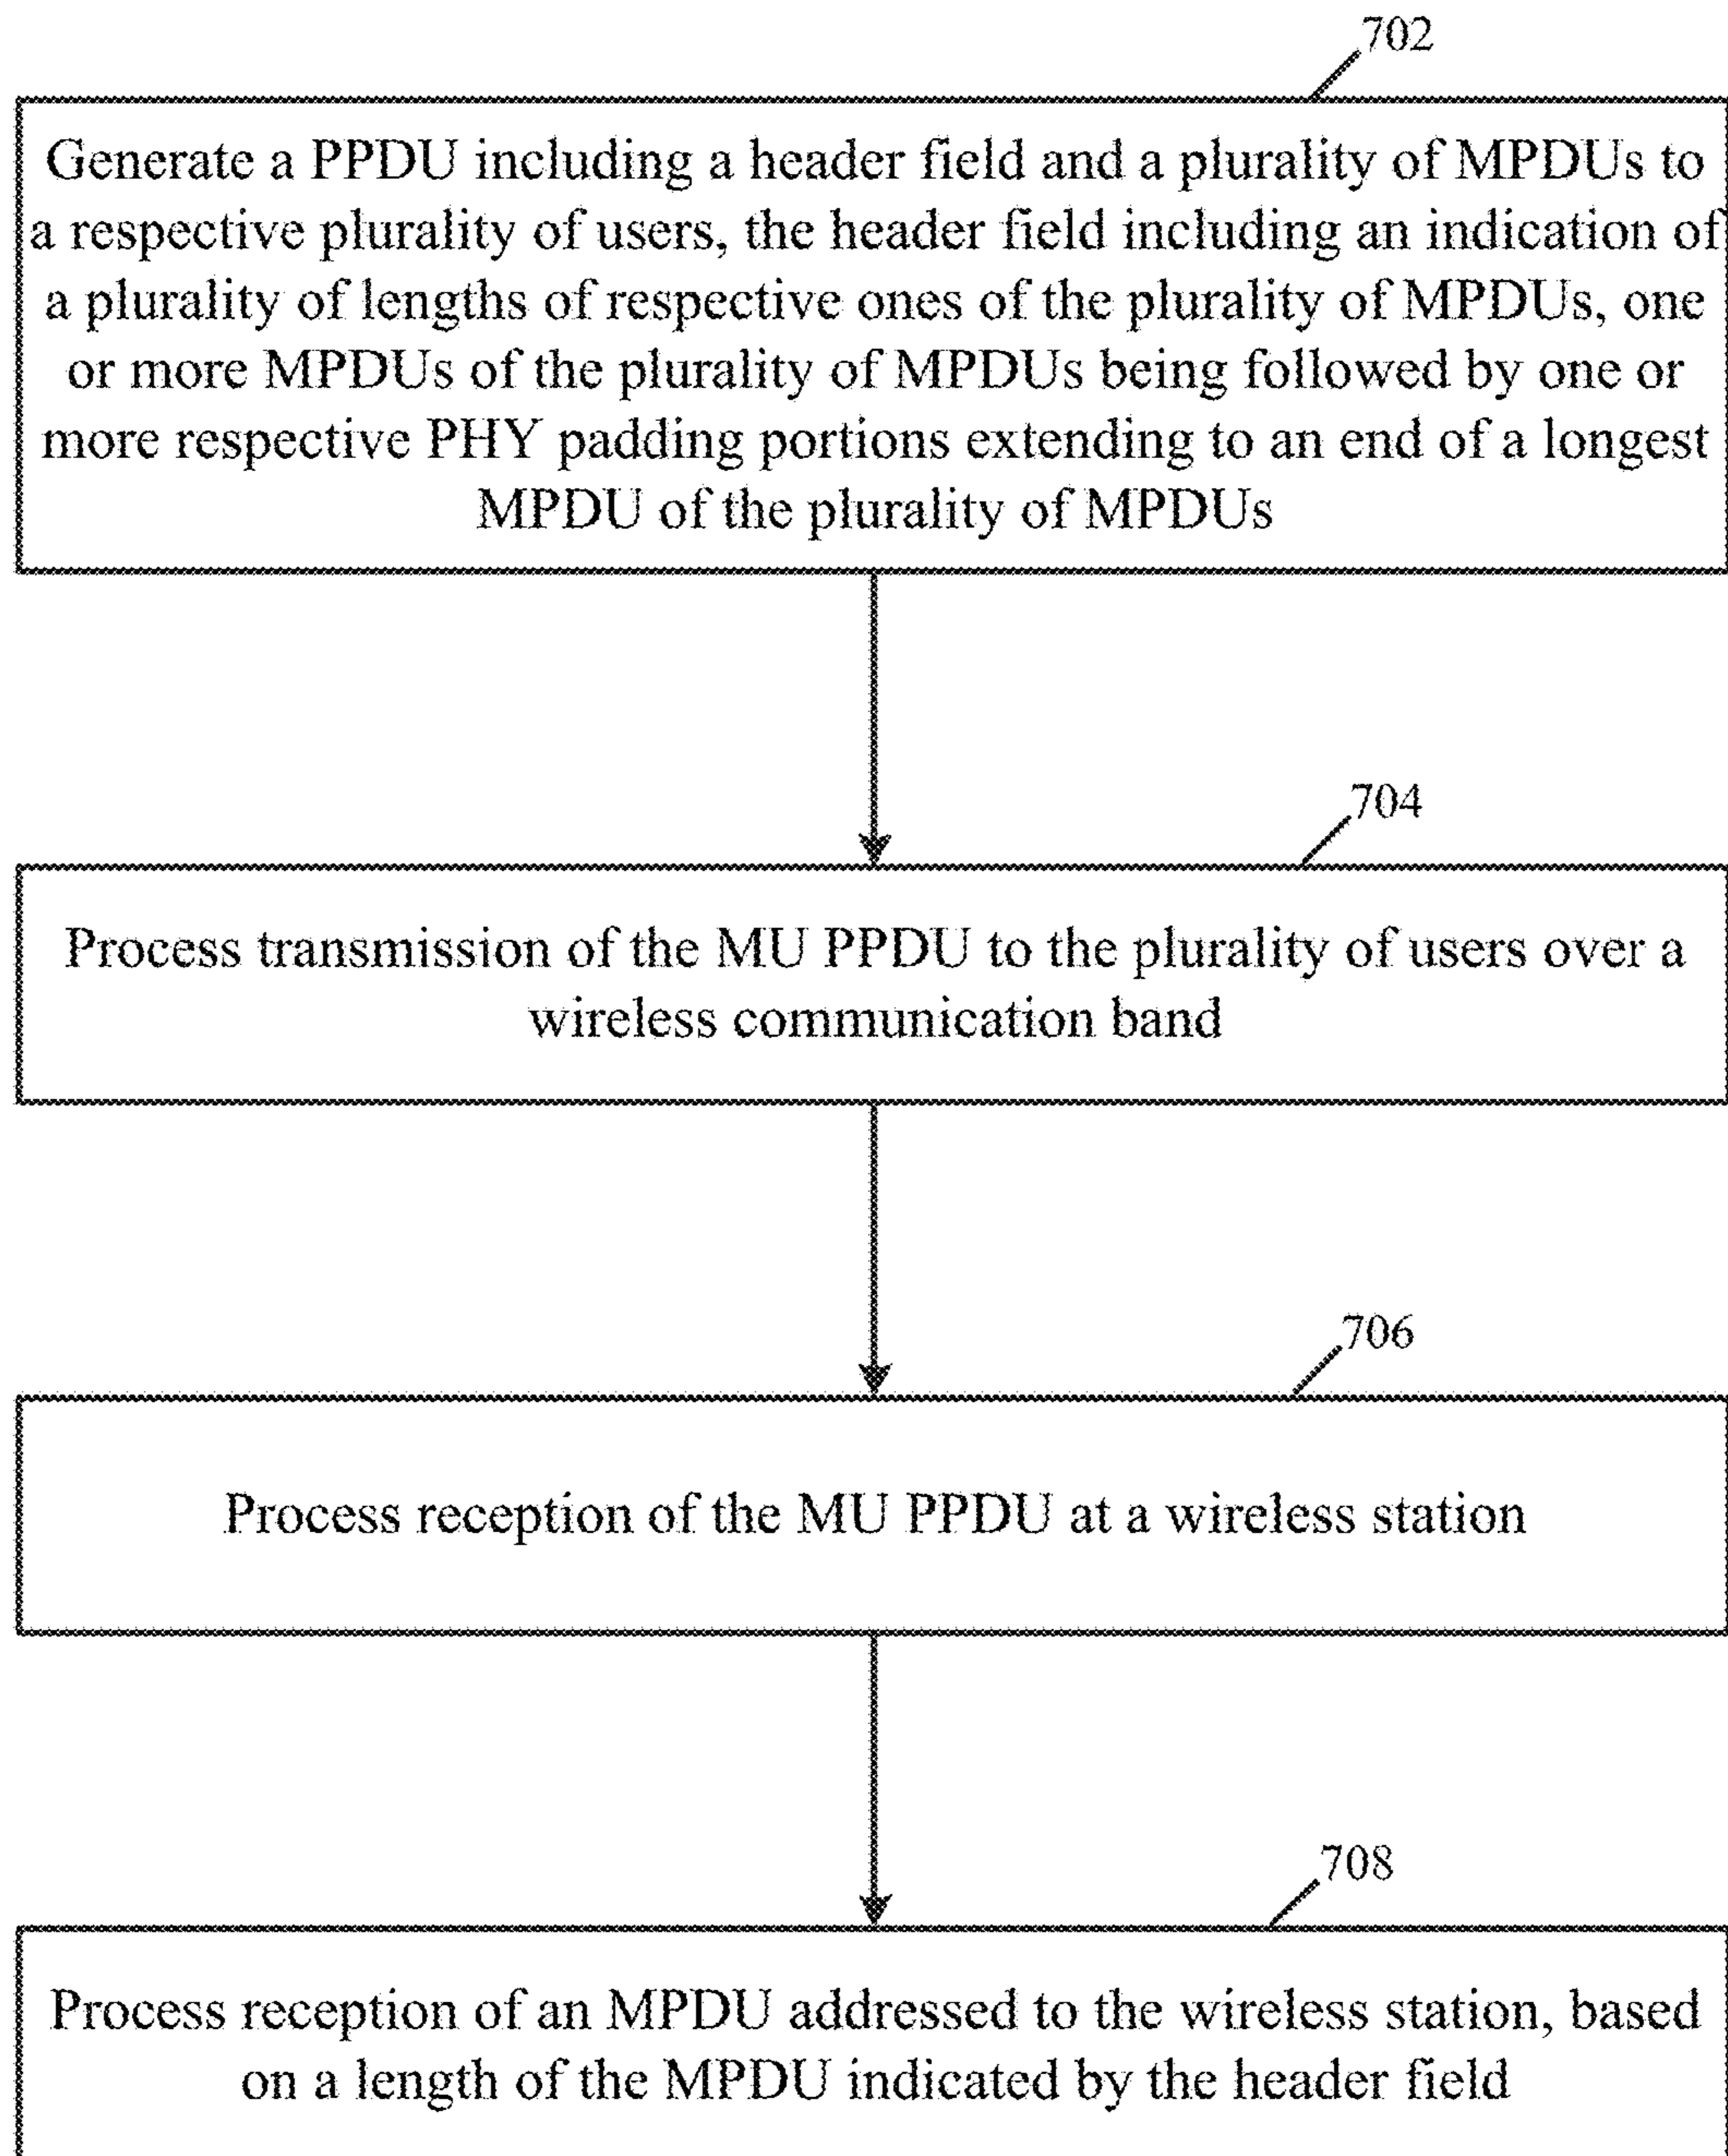 702
Generate a PPDU including a header field and a plurality of MPDUs to
a respective plurality of users, the header field including an indication of
a plurality of lengths of respective ones of the plurality of MPDUs, one
or more MPDUs of the plurality of MPDUs being followed by one or
more respective PHY padding portions extending to an end of a longest
MPDU of the plurality of MPDUs
704
Process transmission of the MU PPDU to the plurality of users over a
wireless communication band
706
Process reception of the MU PPDU at a wireless station
708
Process reception of an MPDU addressed to the wireless station, based
on a length of the MPDU indicated by the header field